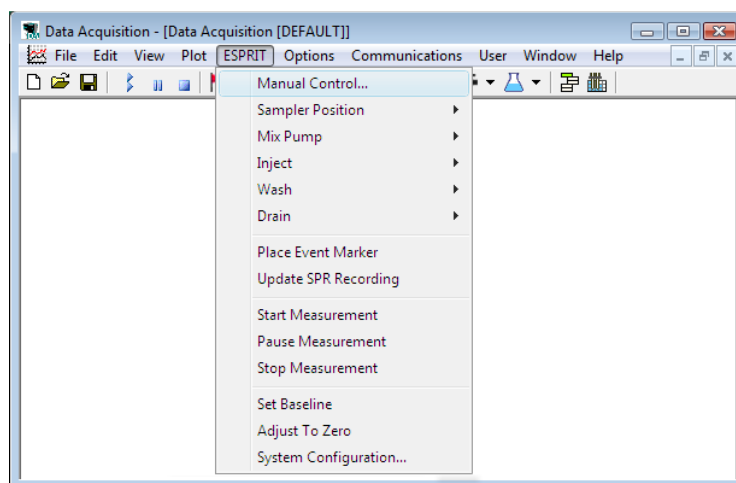 Data Acquisition - [Data Acquisition [DEFAULT]]
File Edit View Plot ESPRIT Options Communications User Window Help
Manual Control...
Sampler Position
Mix Pump
Inject
Wash
Drain
Place Event Marker
Update SPR Recording
Start Measurement
Pause Measurement
Stop Measurement
Set Baseline
Adjust To Zero
System Configuration...